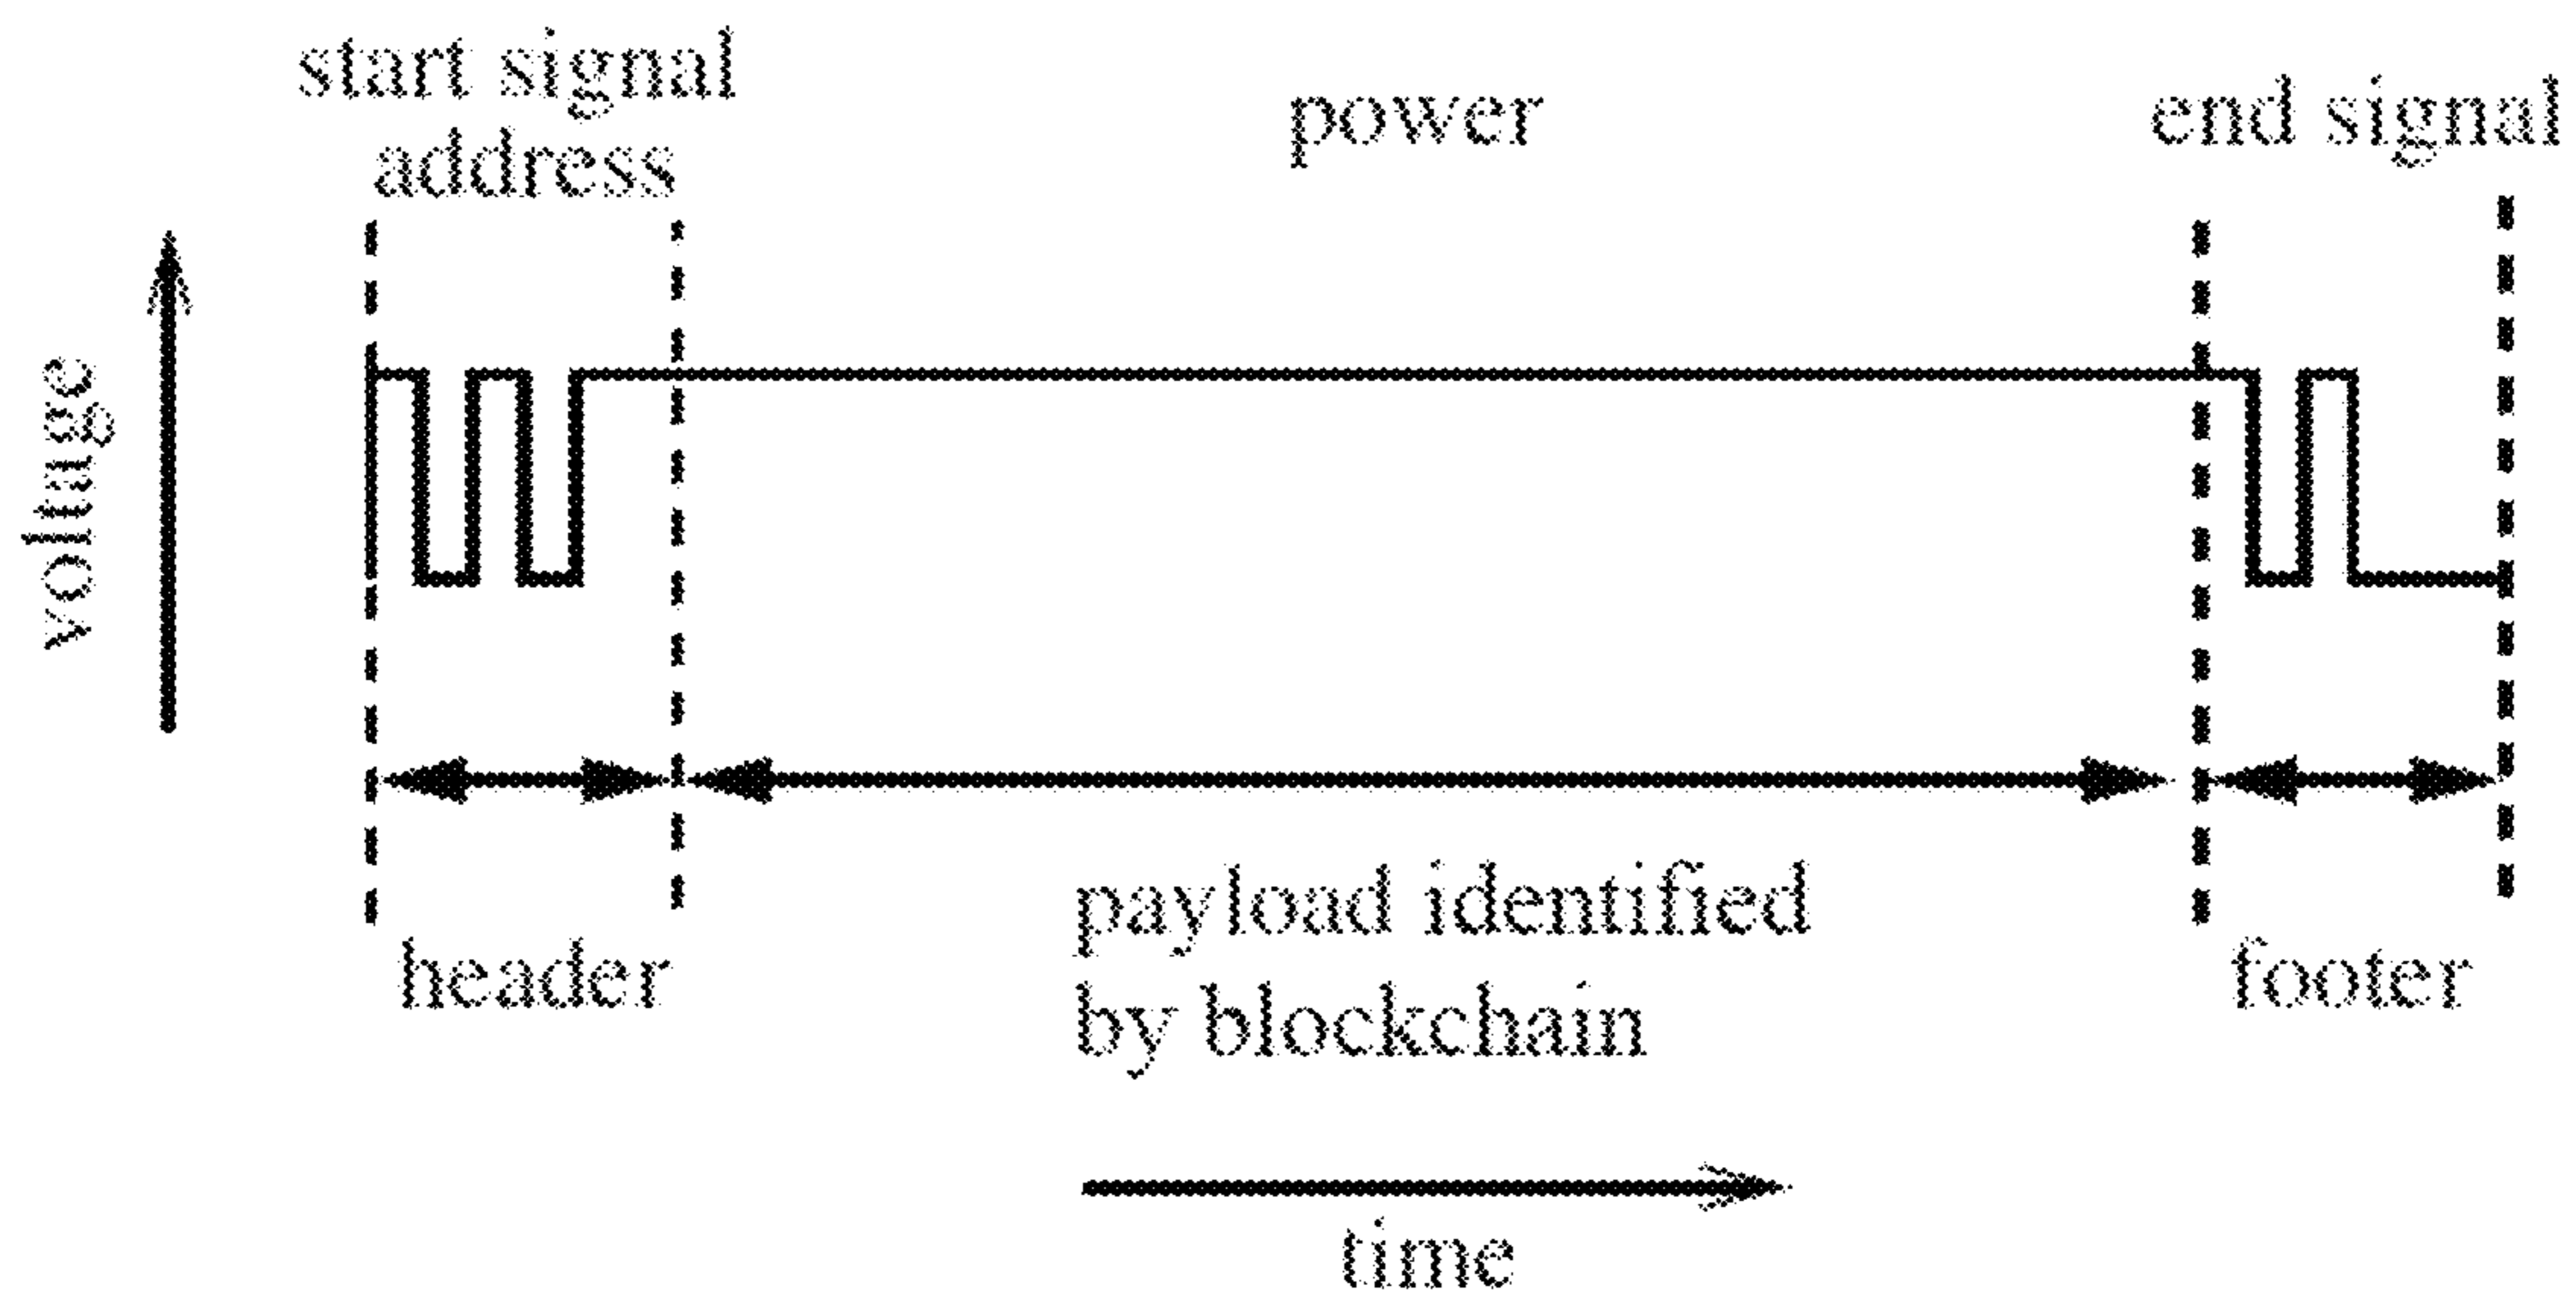 start signal
address
power
end signal
voltage
header
payload identified
by blockchain
footer
time